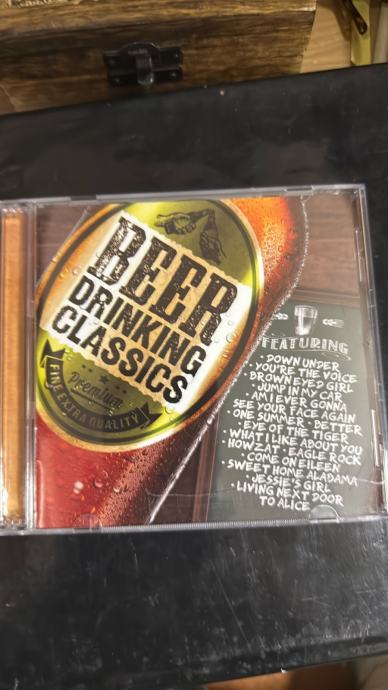 BEER
DRINKING
CLASSICS
Premium
FINE EXTRA QUALITY
FEATURING
DOWN UNDER
• YOU'RE THE VOICE
• BROWN EYED GIRL
• JUMP IN MY CAR
• AM I EVER GONNA
SEE YOUR FACE AGAIN
• ONE SUMMER • BETTER
• EYE OF THE TIGER
• WHAT I LIKE ABOUT YOU
• HOWZAT • EAGLE ROCK
• COME ON EILEEN
• SWEET HOME ALABAMA
• JESSIE'S GIRL
• LIVING NEXT DOOR
TO ALICE